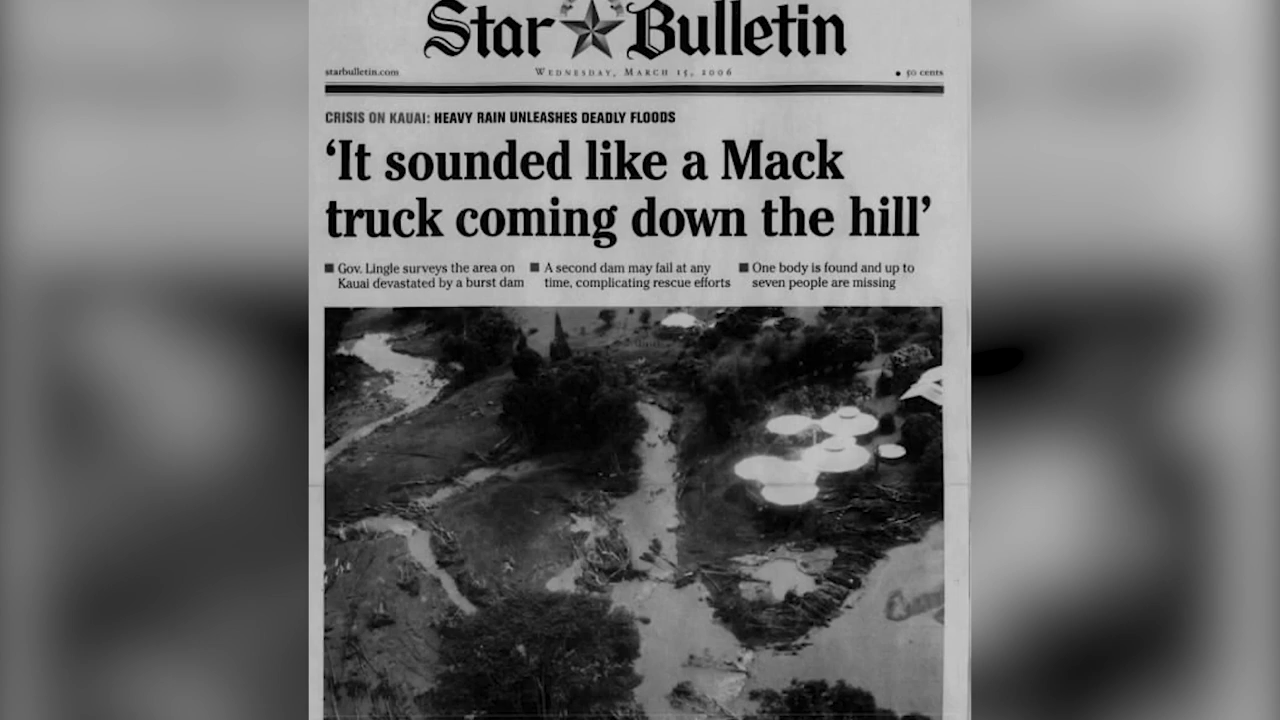 Star Bulletin
starbulletin.com
WEDNESDAY, MARCH 15, 2006
● 50 cents
CRISIS ON KAUAI: HEAVY RAIN UNLEASHES DEADLY FLOODS
‘It sounded like a Mack
truck coming down the hill’
■ Gov. Lingle surveys the area on
Kauai devastated by a burst dam
■ A second dam may fail at any
time, complicating rescue efforts
■ One body is found and up to
seven people are missing